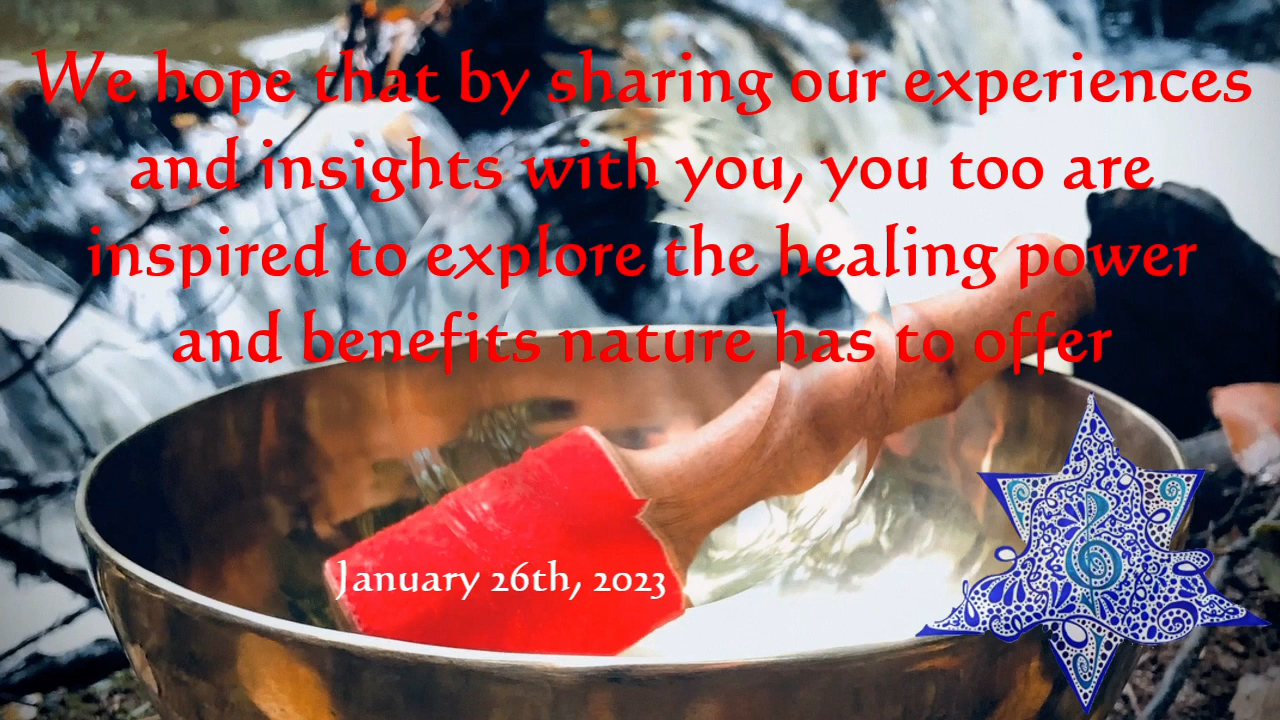 We hope that by sharing our experiences
and insights with you, you too are
inspired to explore the healing power
and benefits nature has to offer
January 26th, 2023